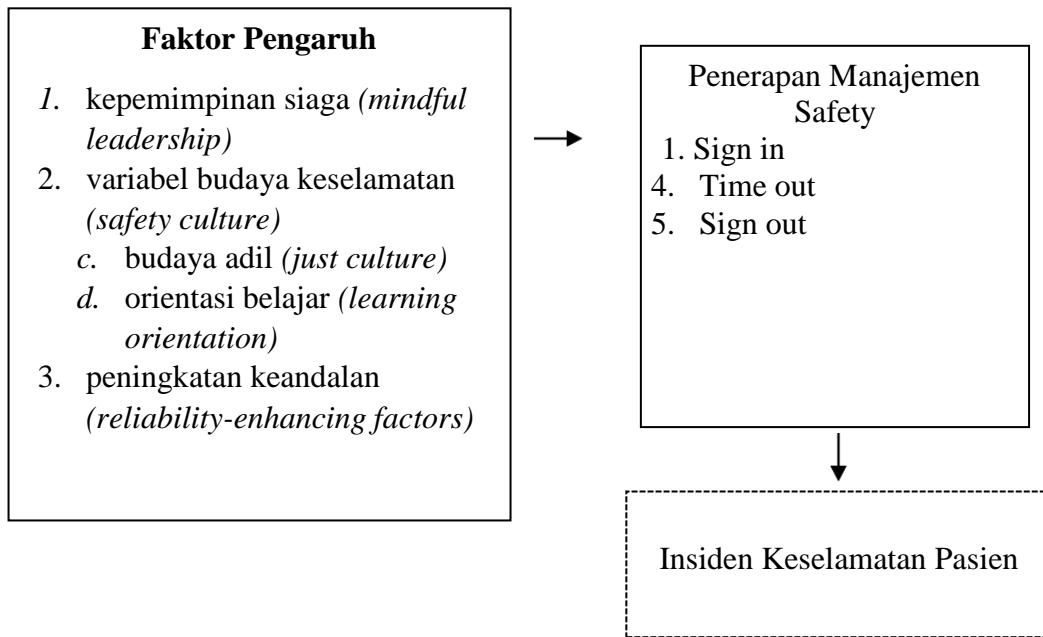 Faktor Pengaruh
1. kepemimpinan siaga (mindful
leadership)
2. variabel budaya keselamatan
(safety culture)
c. budaya adil (just culture)
d. orientasi belajar (learning
orientation)
3. peningkatan keandalan
(reliability-enhancing factors)
Penerapan Manajemen
Safety
1. Sign in
4. Time out
5. Sign out
Insiden Keselamatan Pasien